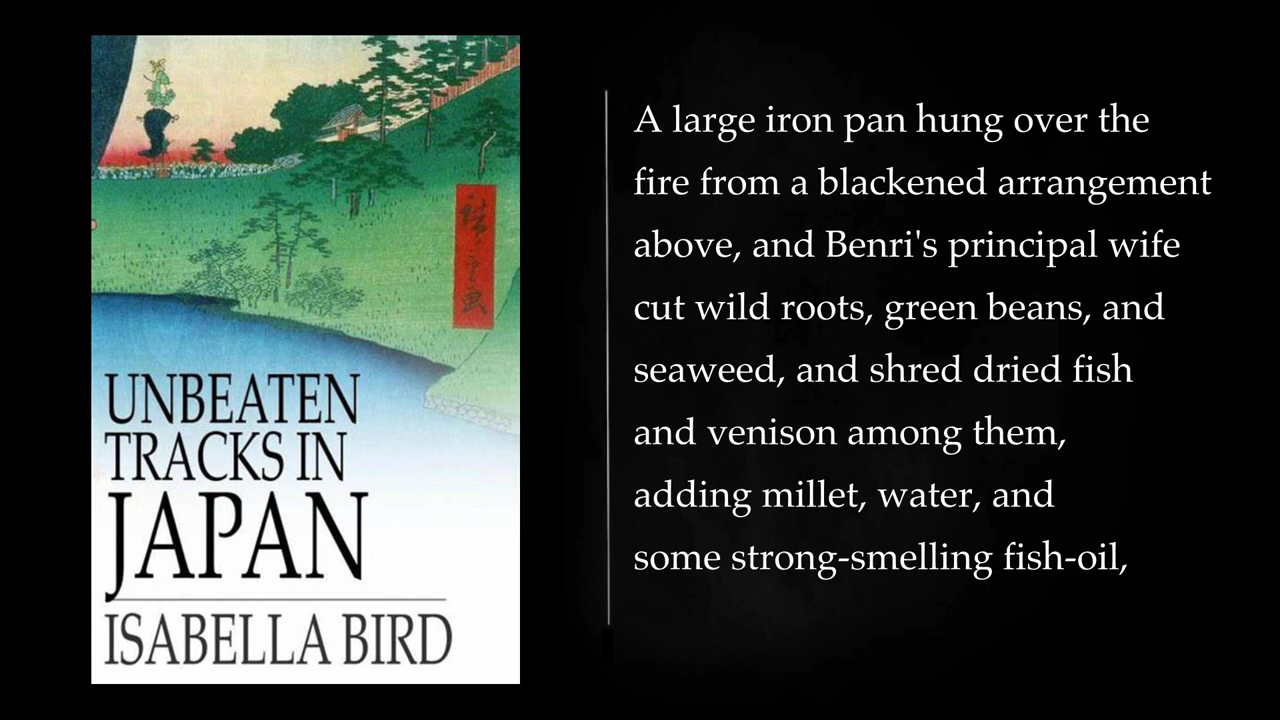 UNBEATEN
TRACKS IN
JAPAN
ISABELLA BIRD
A large iron pan hung over the
fire from a blackened arrangement
above, and Benri's principal wife
cut wild roots, green beans, and
seaweed, and shred dried fish
and venison among them,
adding millet, water, and
some strong-smelling fish-oil,